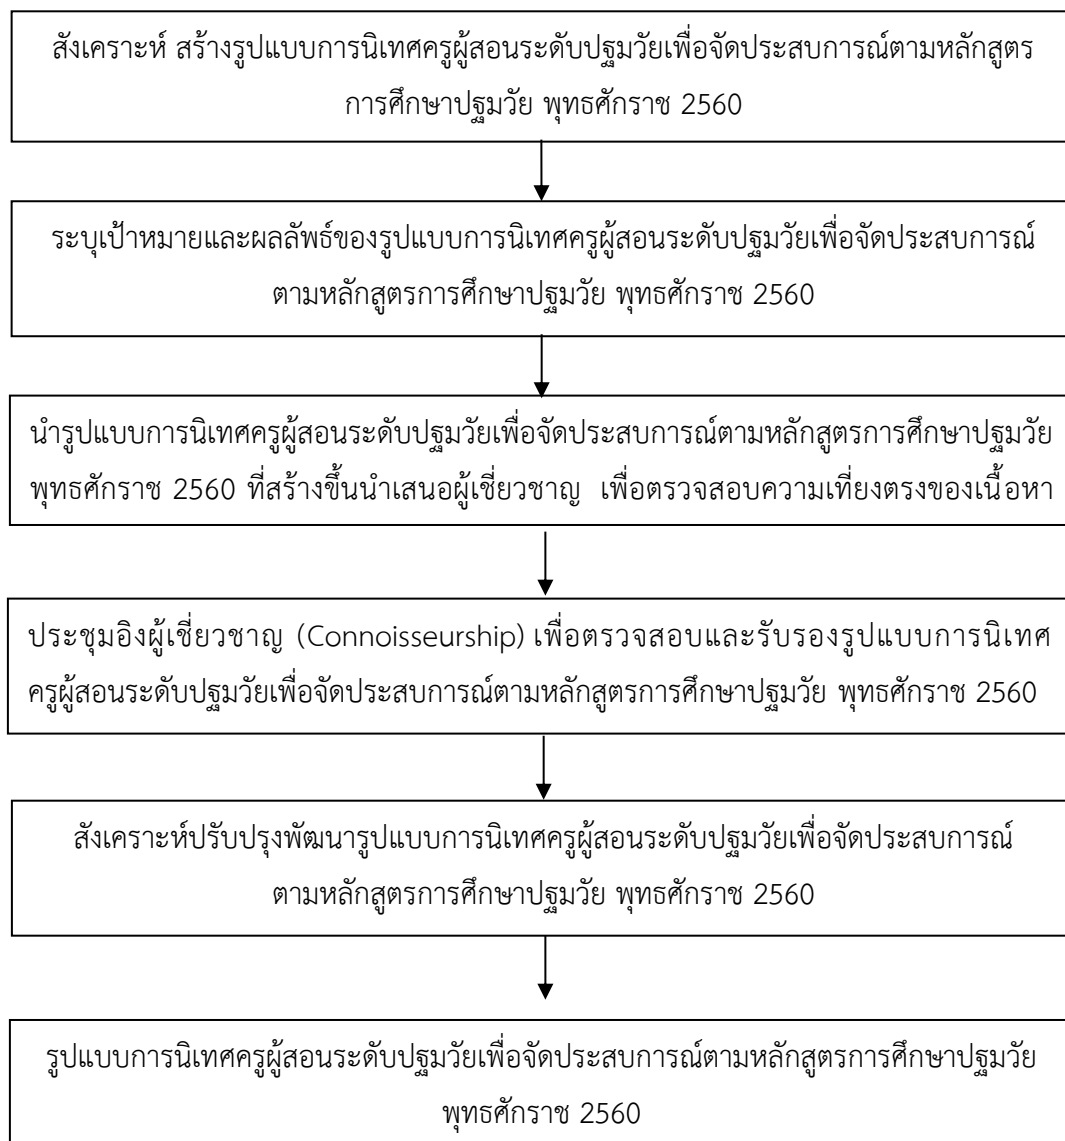 สังเคราะห์ สร้างรูปแบบการนิเทศครูผู้สอนระดับปฐมวัยเพื่อจัดประสบการณ์ตามหลักสูตร
การศึกษาปฐมวัย พุทธศักราช 2560
ระบุเป้าหมายและผลลัพธ์ของรูปแบบการนิเทศครูผู้สอนระดับปฐมวัยเพื่อจัดประสบการณ์
ตามหลักสูตรการศึกษาปฐมวัย พุทธศักราช 2560
นำรูปแบบการนิเทศครูผู้สอนระดับปฐมวัยเพื่อจัดประสบการณ์ตามหลักสูตรการศึกษาปฐมวัย
พุทธศักราช 2560 ที่สร้างขึ้นนำเสนอผู้เชี่ยวชาญ เพื่อตรวจสอบความเที่ยงตรงของเนื้อหา
ประชุมอิงผู้เชี่ยวชาญ (Connoisseurship) เพื่อตรวจสอบและรับรองรูปแบบการนิเทศ
ครูผู้สอนระดับปฐมวัยเพื่อจัดประสบการณ์ตามหลักสูตรการศึกษาปฐมวัย พุทธศักราช 2560
สังเคราะห์ปรับปรุงพัฒนารูปแบบการนิเทศครูผู้สอนระดับปฐมวัยเพื่อจัดประสบการณ์
ตามหลักสูตรการศึกษาปฐมวัย พุทธศักราช 2560
รูปแบบการนิเทศครูผู้สอนระดับปฐมวัยเพื่อจัดประสบการณ์ตามหลักสูตรการศึกษาปฐมวัย
พุทธศักราช 2560